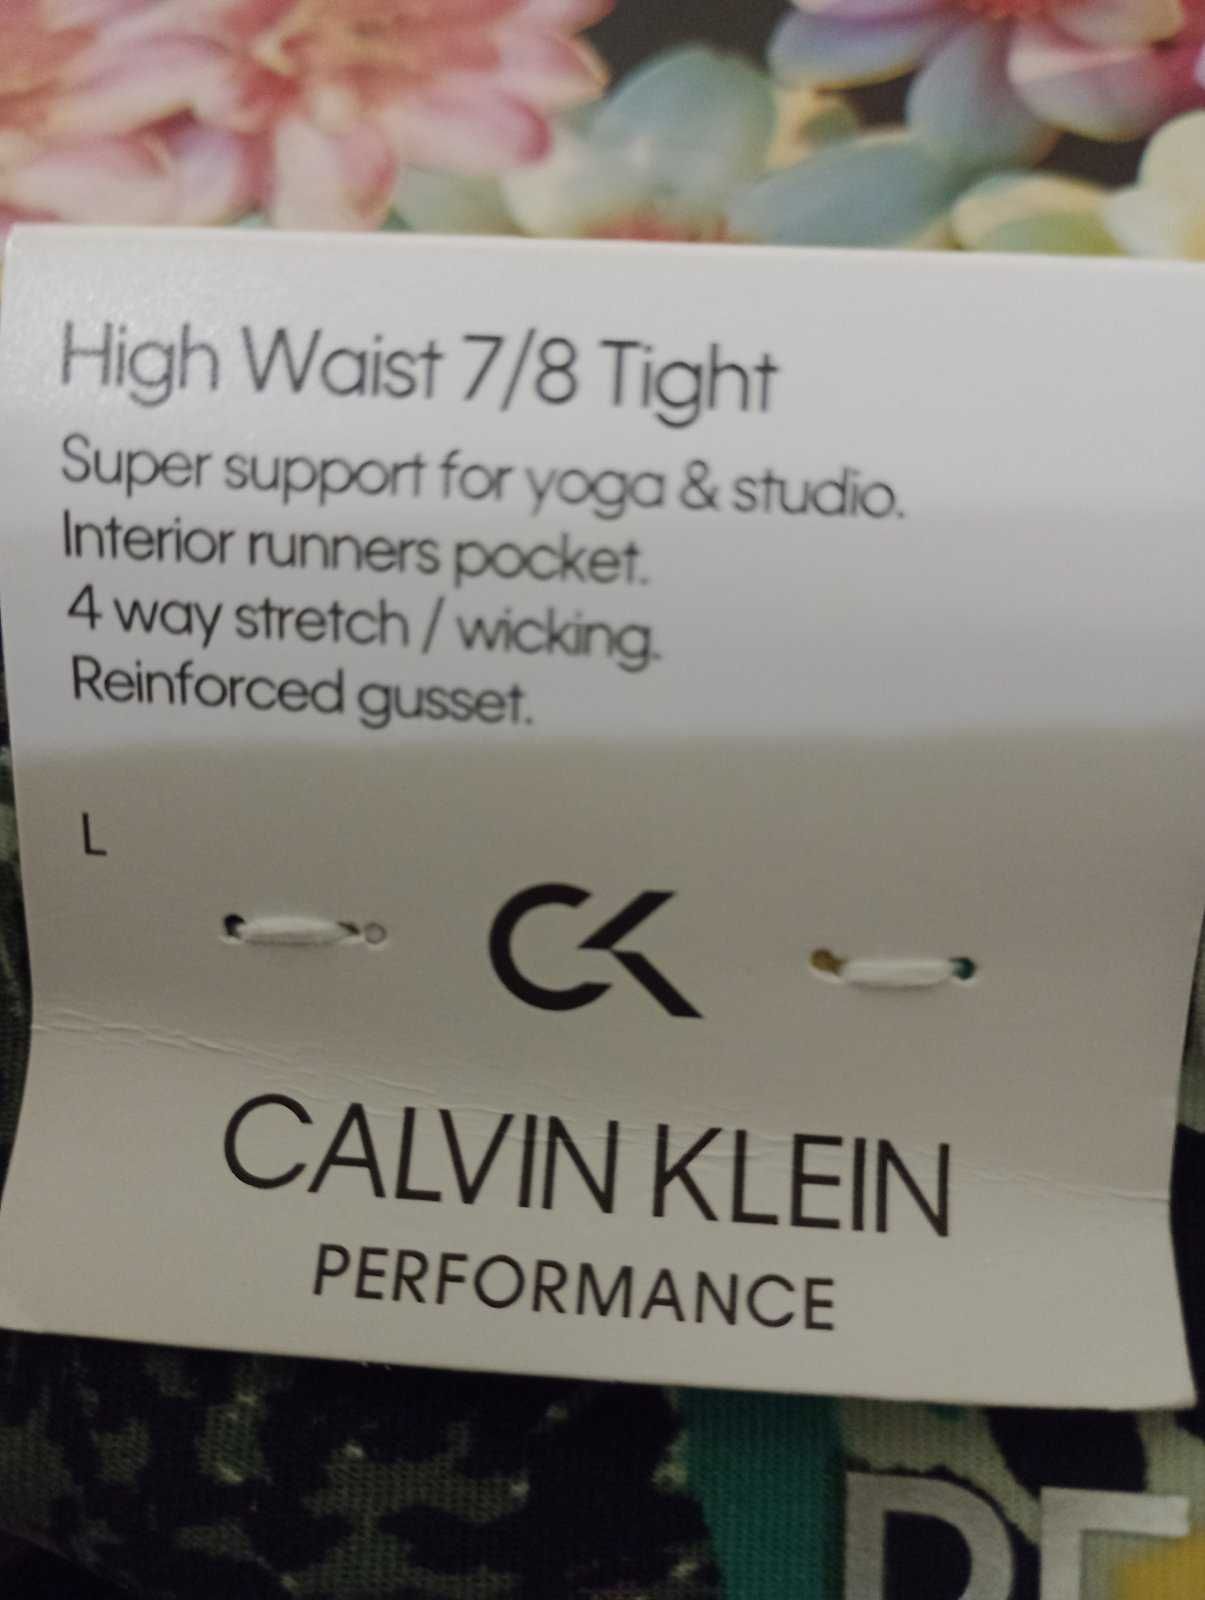 High Waist 7/8 Tight
Super support for yoga & studio.
Interior runners pocket.
4 way stretch / wicking.
Reinforced gusset.
L
CK
CALVIN KLEIN
PERFORMANCE